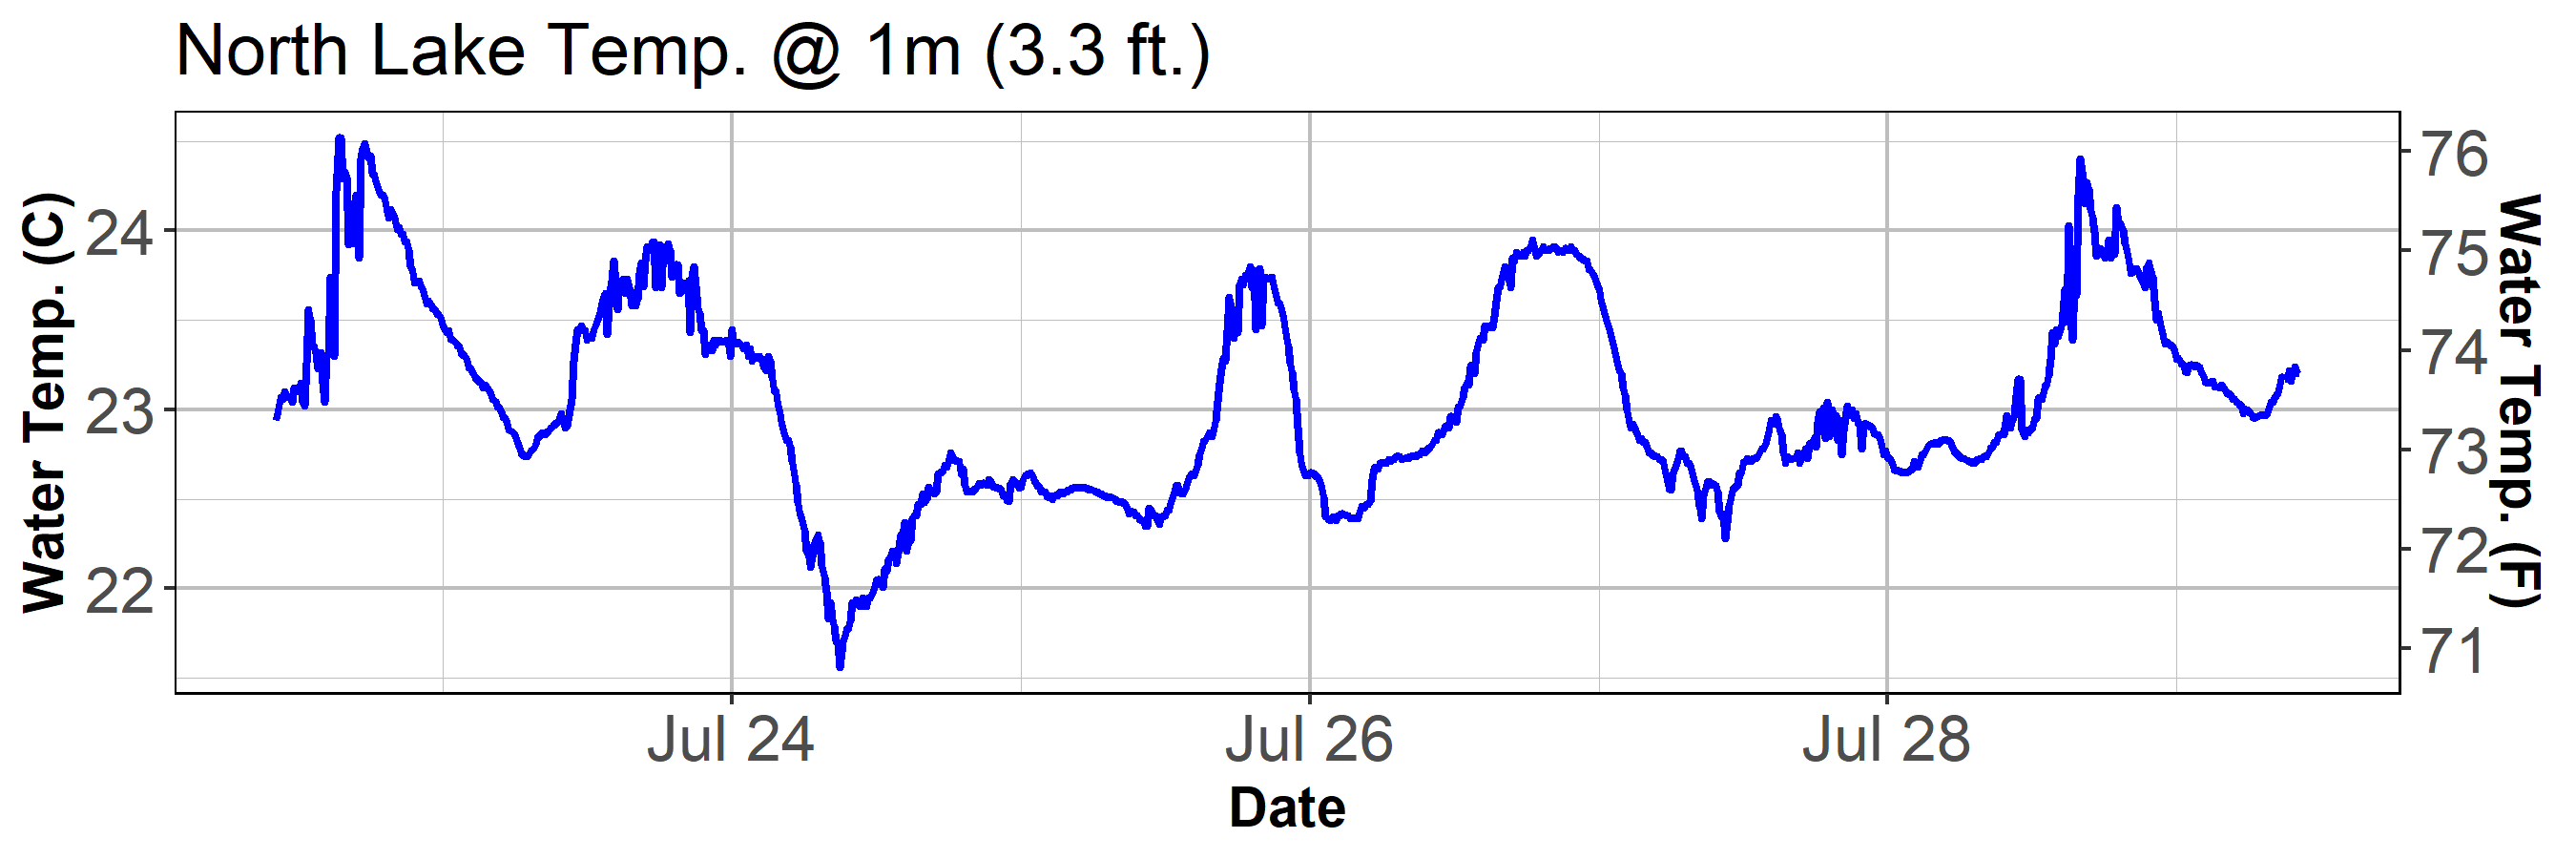 North Lake Temp. @ 1m (3.3 ft.)
Water Temp. (C)
24
23
22
76
75
74
73
72
71
Water Temp. (F)
Jul 24 Jul 26 Jul 28
Date